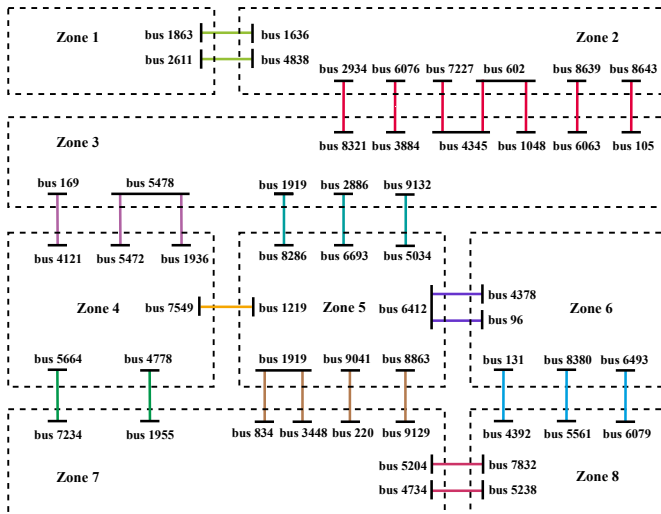 Zone 1
bus 1863
bus 1636
Zone 2
bus 2611
bus 4838
bus 2934
bus 6076
bus 7227
bus 602
bus 8639
bus 8643
Zone 3
bus 8321
bus 3884
bus 4345
bus 1048
bus 6063
bus 105
bus 169
bus 5478
bus 1919
bus 2886
bus 9132
bus 4121
bus 5472
bus 1936
bus 8286
bus 6693
bus 5034
Zone 4
bus 7549
bus 1219
Zone 5
bus 6412
bus 4378
bus 96
Zone 6
bus 5664
bus 4778
bus 1919
bus 9041
bus 8863
bus 131
bus 8380
bus 6493
bus 7234
bus 1955
bus 834
bus 3448
bus 220
bus 9129
bus 4392
bus 5561
bus 6079
Zone 7
bus 5204
bus 7832
bus 4734
bus 5238
Zone 8